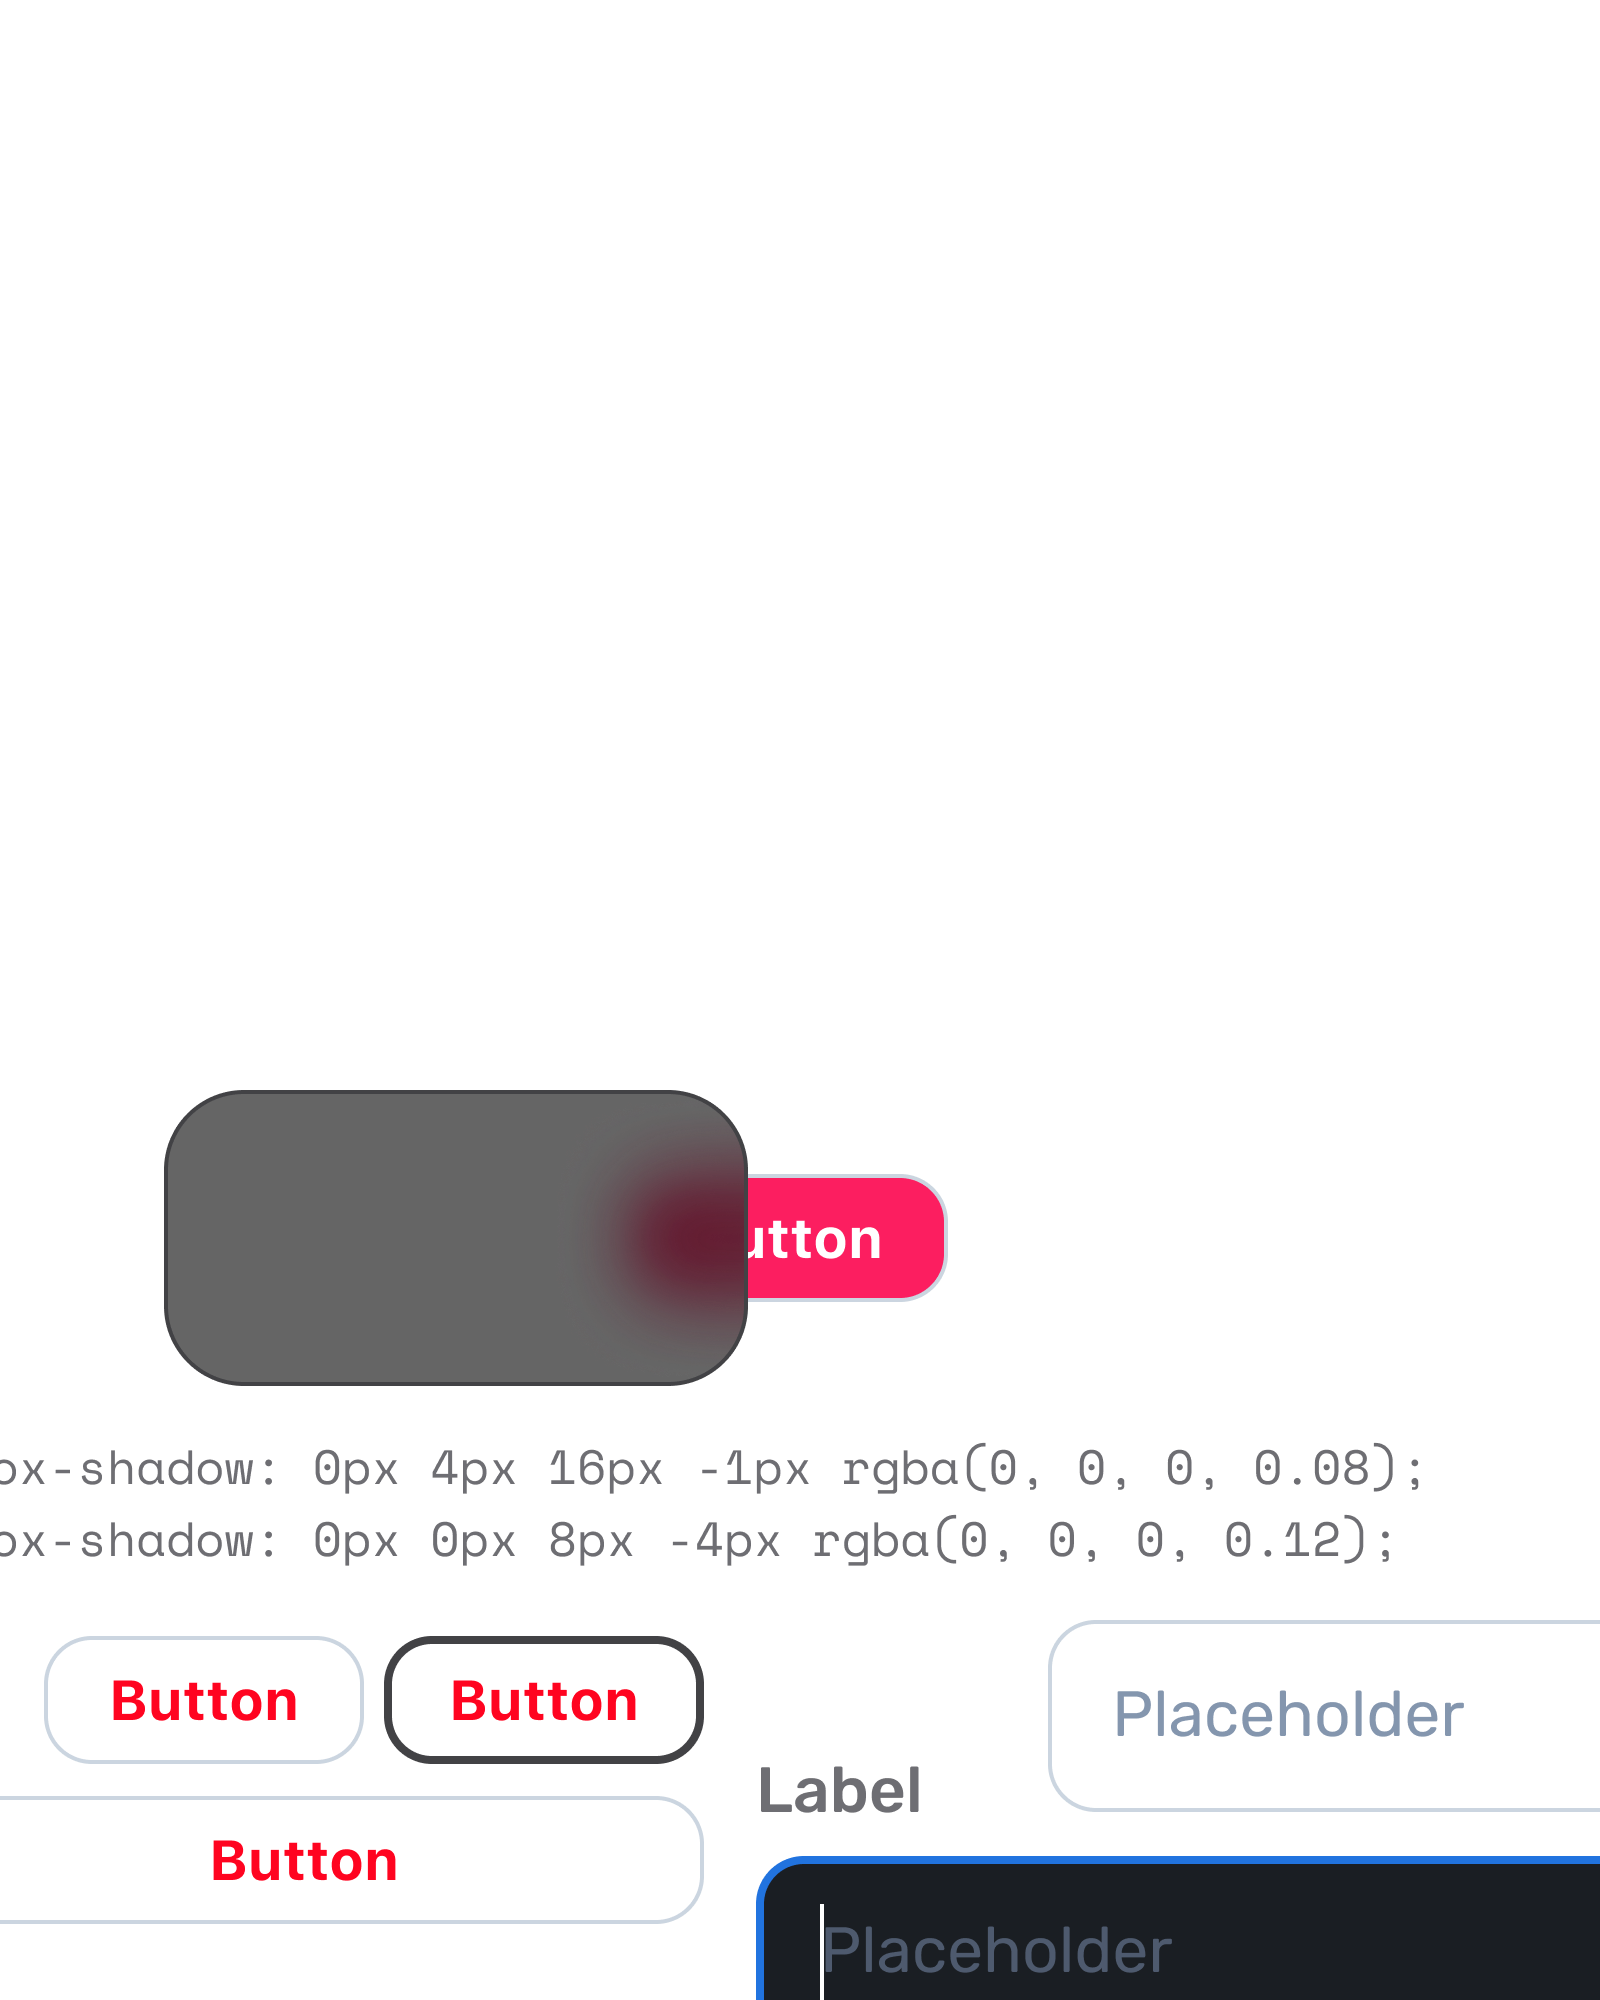 utton
ox-shadow: 0px 4px 16px -1px rgba(0, 0, 0, 0.08);
ox-shadow: 0px 0px 8px -4px rgba(0, 0, 0, 0.12);
Button
Button
Placeholder
Label
Button
Placeholder